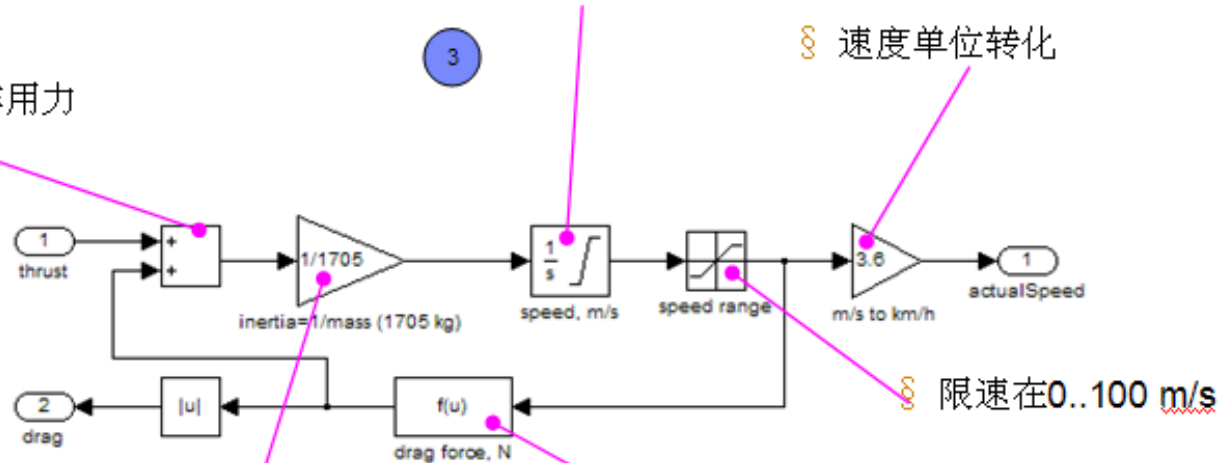 3
§ 速度单位转化
作用力
1
thrust
+
+
1/1705
inertia=1/mass (1705 kg)
1
s
speed, m/s
speed range
3.6
m/s to km/h
1
actualSpeed
2
drag
|u|
f(u)
drag force, N
§ 限速在0..100 m/s